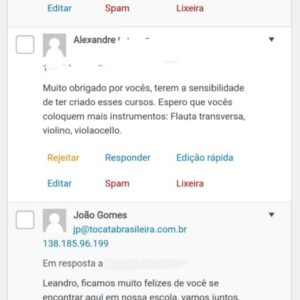 Editar Spam Lixeira
Alexandre
Muito obrigado por vocês, terem a sensibilidade
de ter criado esses cursos. Espero que vocês
coloquem mais instrumentos: Flauta transversa,
violino, violaocello.
Rejeitar Responder Edição rápida
Editar Spam Lixeira
João Gomes
jp@tocatabrasileira.com.br
138.185.96.199
Em resposta a
Leandro, ficamos muito felizes de você se
encontrar aqui em nossa escola, vamos juntos.